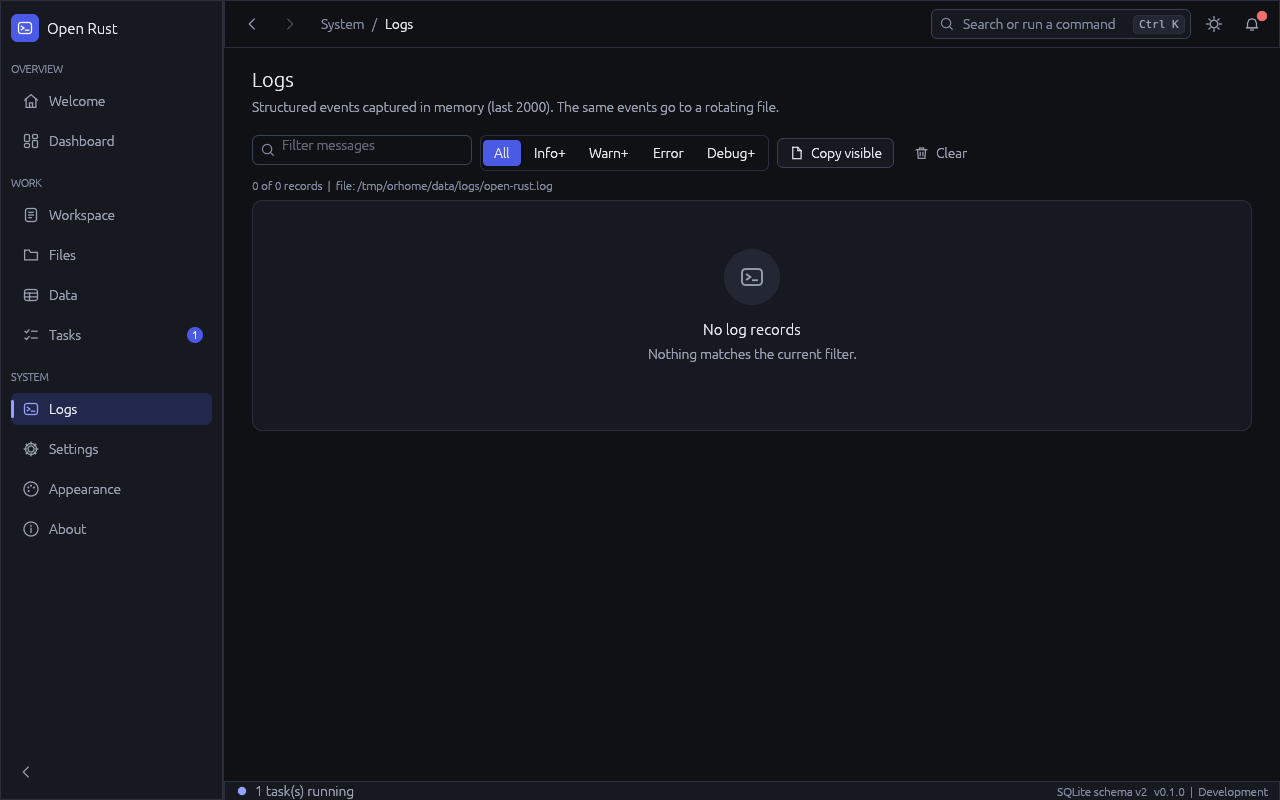 Open Rust
System / Logs
Search or run a command Ctrl K
OVERVIEW
Welcome
Dashboard
WORK
Workspace
Files
Data
Tasks 1
SYSTEM
Logs
Settings
Appearance
About
Logs
Structured events captured in memory (last 2000). The same events go to a rotating file.
Filter messages All Info+ Warn+ Error Debug+ Copy visible Clear
0 of 0 records | file: /tmp/orhome/data/logs/open-rust.log
No log records
Nothing matches the current filter.
1 task(s) running
SQLite schema v2 v0.1.0 | Development